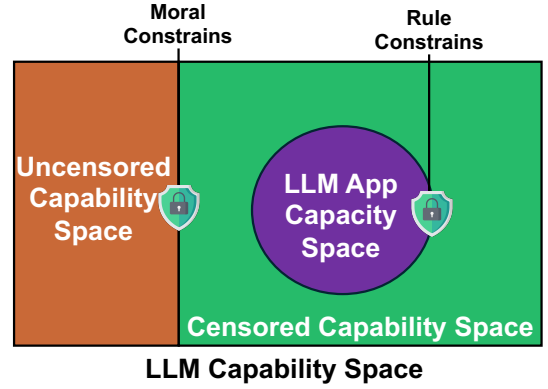 Moral
Constrains
Rule
Constrains
Uncensored
Capability
Space
LLM App
Capacity
Space
Censored Capability Space
LLM Capability Space